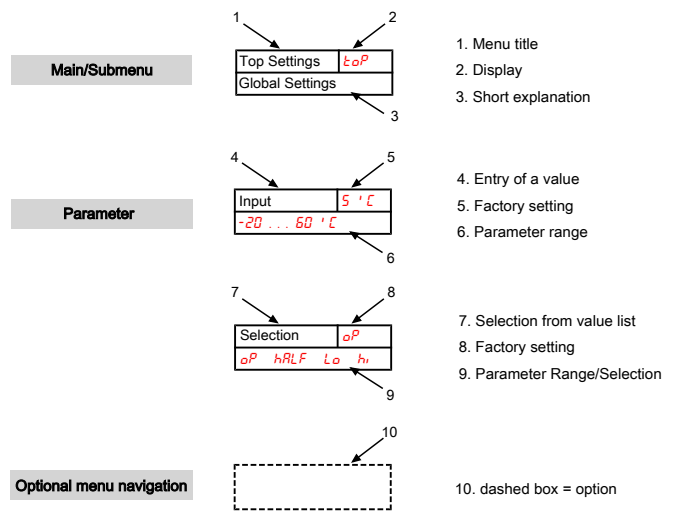 1
2
Main/Submenu
Top Settings toP
Global Settings
3
1. Menu title
2. Display
3. Short explanation
4
5
Parameter
Input 5 'C
-20 ... 60 'C
6
4. Entry of a value
5. Factory setting
6. Parameter range
7
8
Selection oP
oP hALF Lo hi
9
7. Selection from value list
8. Factory setting
9. Parameter Range/Selection
10
Optional menu navigation
10. dashed box = option